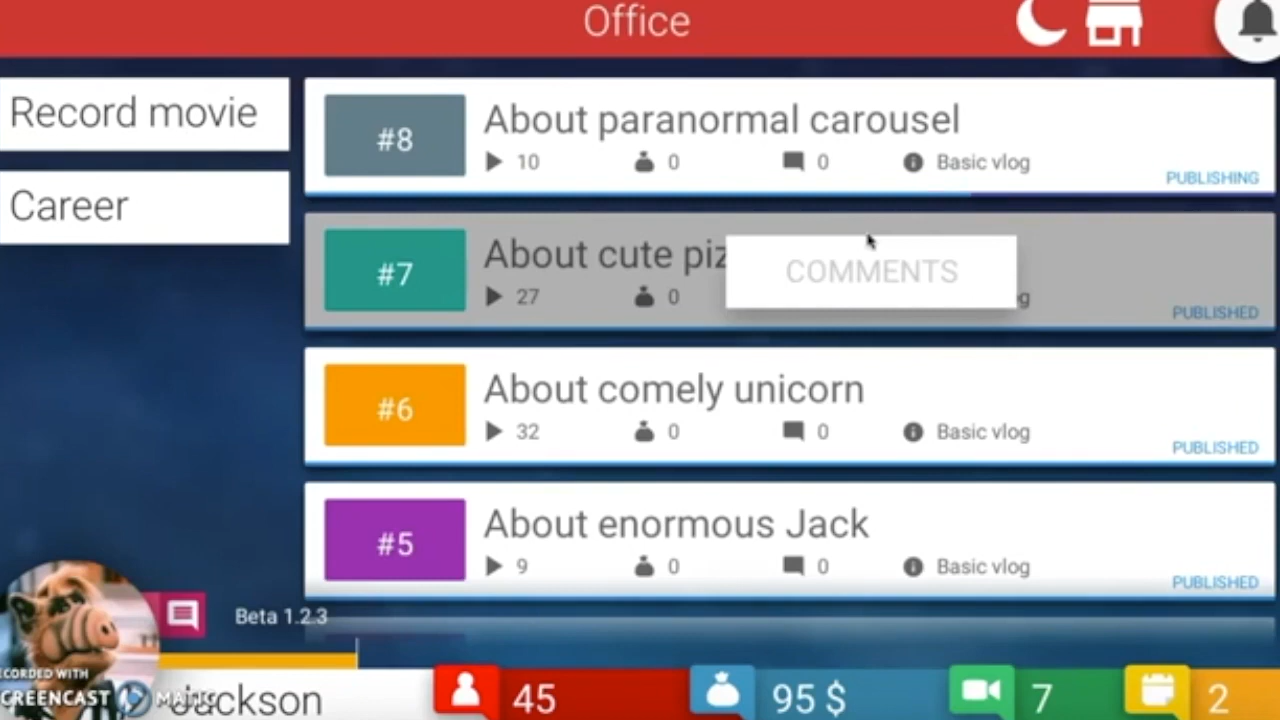 Office
Record movie
Career
#8
About paranormal carousel
10 0 0 Basic vlog
PUBLISHING
#7
About cute piz
27 0
COMMENTS
PUBLISHED
#6
About comely unicorn
32 0 0 Basic vlog
PUBLISHED
#5
About enormous Jack
9 0 0 Basic vlog
PUBLISHED
Beta 1.2.3
Jackson
45
95 $
7
2